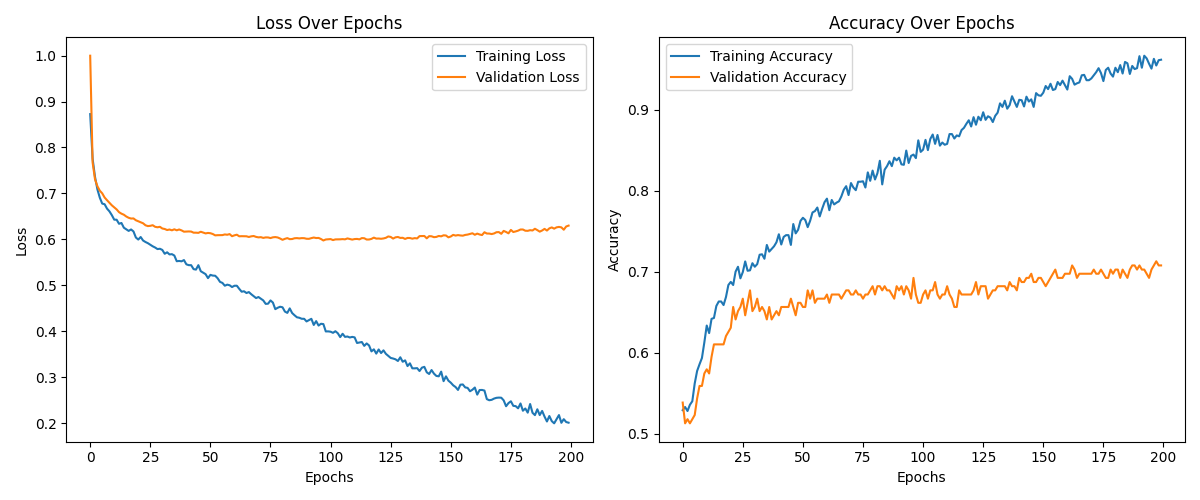 Loss Over Epochs
Training Loss
Validation Loss
1.0
0.9
0.8
0.7
0.6
0.5
0.4
0.3
0.2
Loss
0 25 50 75 100 125 150 175 200
Epochs
Accuracy Over Epochs
Training Accuracy
Validation Accuracy
0.9
0.8
0.7
0.6
0.5
Accuracy
0 25 50 75 100 125 150 175 200
Epochs